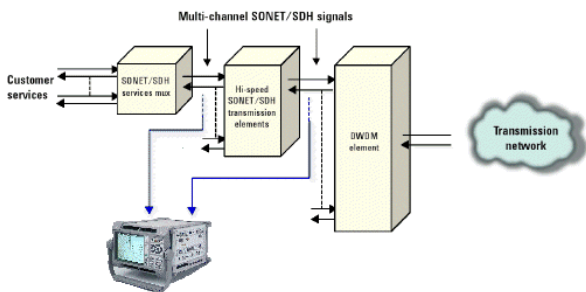 Multi-channel SONET/SDH signals
Customer
services
SONET/SDH
services mux
Hi-speed
SONET/SDH
transmission
elements
DWDM
element
Transmission
network